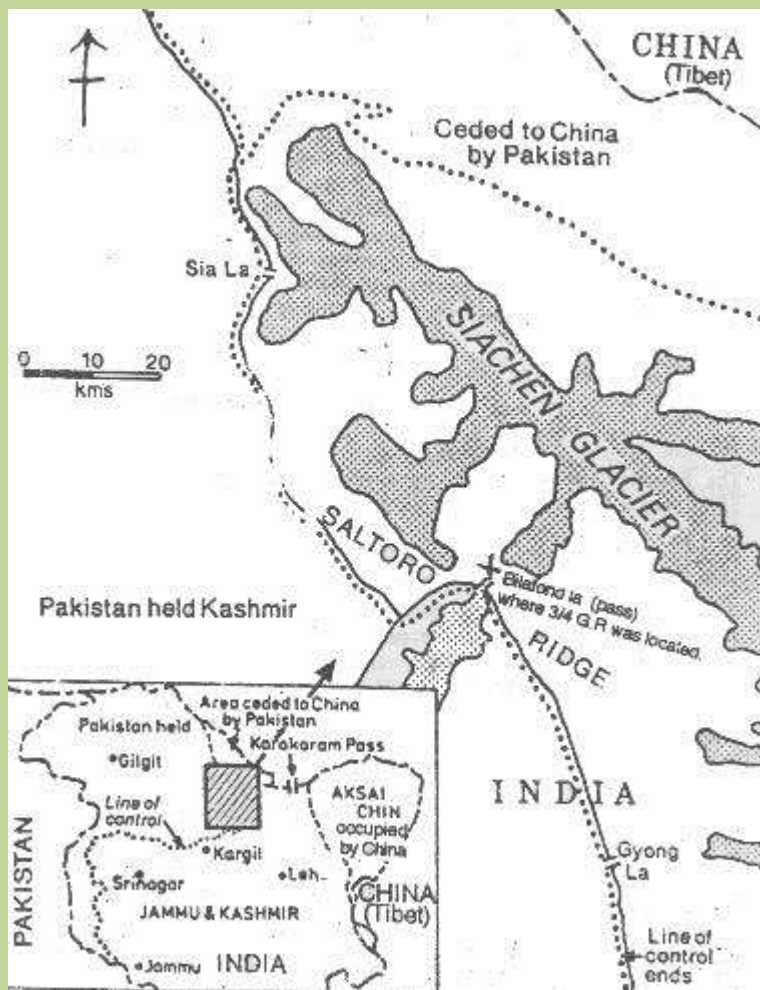 CHINA
(Tibet)
Ceded to China
by Pakistan
Sia La
0 10 20
kms
SIACHEN GLACIER
SALTORO
Bilafond la (pass)
where 3/4 G.R was located.
RIDGE
Pakistan held Kashmir
INDIA
Gyong
La
Line of
control
ends
Area ceded to China
by Pakistan
Pakistan held
Karokaram Pass
Gilgit
AKSAI
CHIN
occupied
by China
Line of
control
Kargil
Srinagar
Leh
CHINA
(Tibet)
JAMMU & KASHMIR
PAKISTAN
Jammu
INDIA